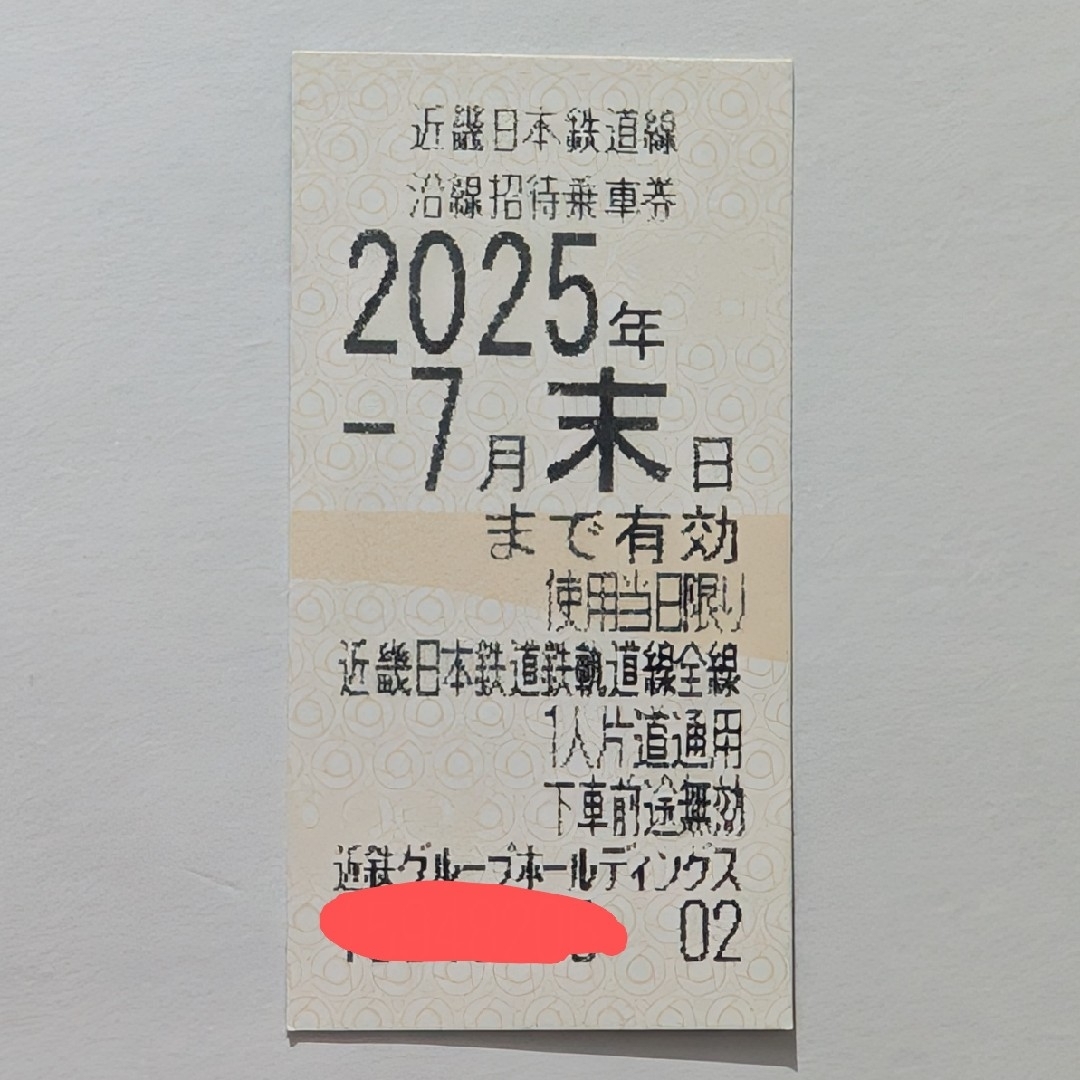 近畿日本鉄道線
沿線招待乗車券
2025年
-7月末日
まで有効
使用当日限り
近畿日本鉄道鉄軌道線全線
1人片道通用
下車前途無効
近鉄グループホールディングス
02